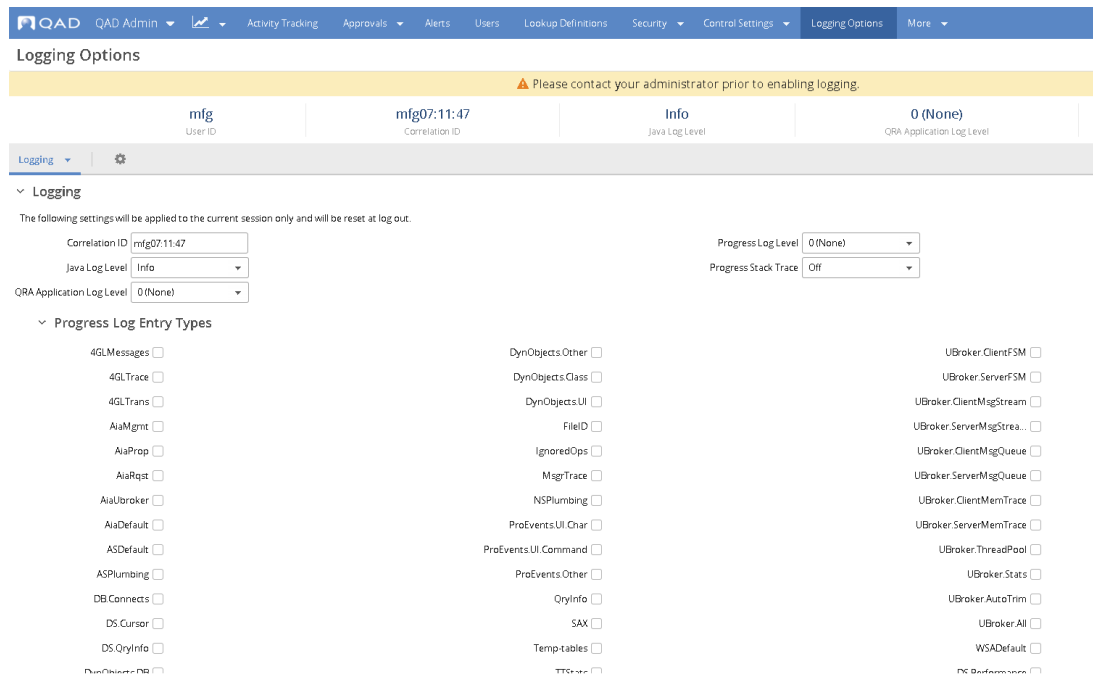 QAD QAD Admin Activity Tracking Approvals Alerts Users Lookup Definitions Security Control Settings Logging Options More
Logging Options
Please contact your administrator prior to enabling logging.
mfg mfg07:11:47 Info 0 (None)
User ID Correlation ID Java Log Level QRA Application Log Level
Logging
Logging
The following settings will be applied to the current session only and will be reset at log out.
Correlation ID mfg07:11:47 Progress Log Level 0 (None)
Java Log Level Info Progress Stack Trace Off
QRA Application Log Level 0 (None)
Progress Log Entry Types
4GLMessages DynObjects.Other UBroker.ClientFSM
4GLTrace DynObjects.Class UBroker.ServerFSM
4GLTrans DynObjects.UI UBroker.ClientMsgStream
AiaMgmt FileID UBroker.ServerMsgStrea...
AiaProp IgnoredOps UBroker.ClientMsgQueue
AiaRqst MsgrTrace UBroker.ServerMsgQueue
AiaUbroker NSPlumbing UBroker.ClientMemTrace
AiaDefault ProEvents.UI.Char UBroker.ServerMemTrace
ASDefault ProEvents.UI.Command UBroker.ThreadPool
ASPlumbing ProEvents.Other UBroker.Stats
DB.Connects QryInfo UBroker.AutoTrim
DS.Cursor SAX UBroker.All
DS.QryInfo Temp-tables WSADefault
DynObjects.DB TTStats DS.Performance